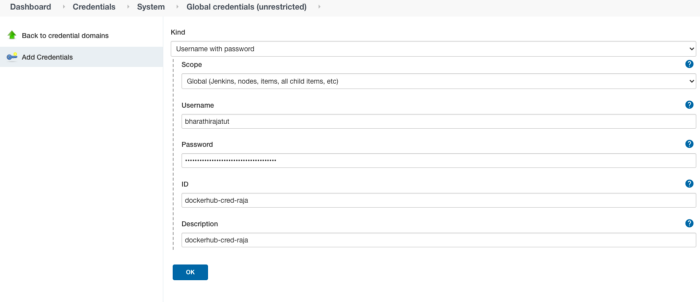 Dashboard Credentials System Global credentials (unrestricted)
Back to credential domains
Add Credentials
Kind
Username with password
Scope
Global (Jenkins, nodes, items, all child items, etc)
Username
bharathirajatut
Password
••••••••••••••••••••••••••••••••••••
ID
dockerhub-cred-raja
Description
dockerhub-cred-raja
OK